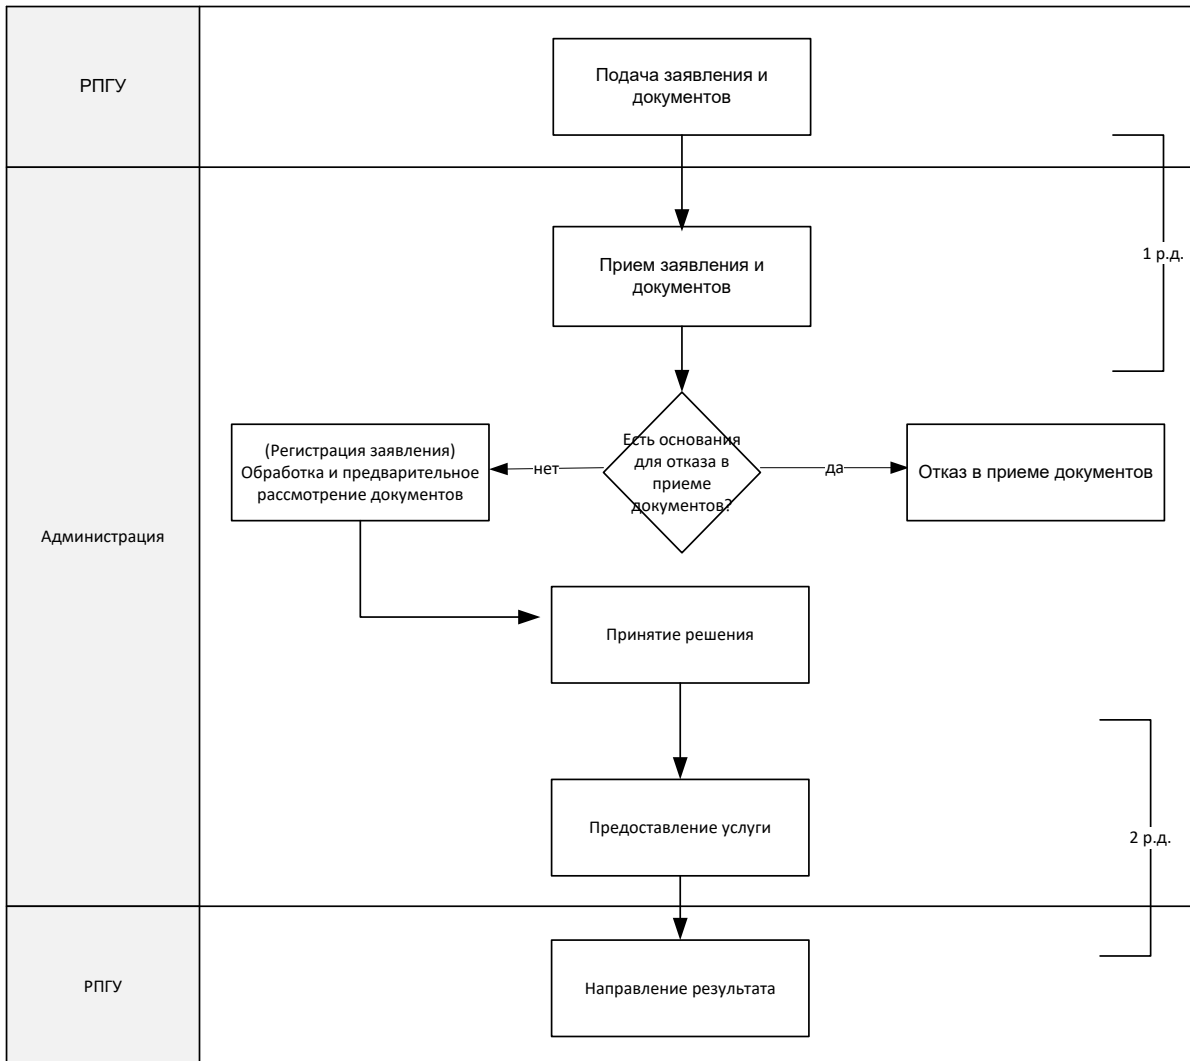 РПГУ
Подача заявления и
документов
Прием заявления и
документов
1 р.д.
Администрация
(Регистрация заявления)
Обработка и предварительное
рассмотрение документов
нет
Есть основания
для отказа в
приеме
документов?
да
Отказ в приеме документов
Принятие решения
Предоставление услуги
2 р.д.
РПГУ
Направление результата